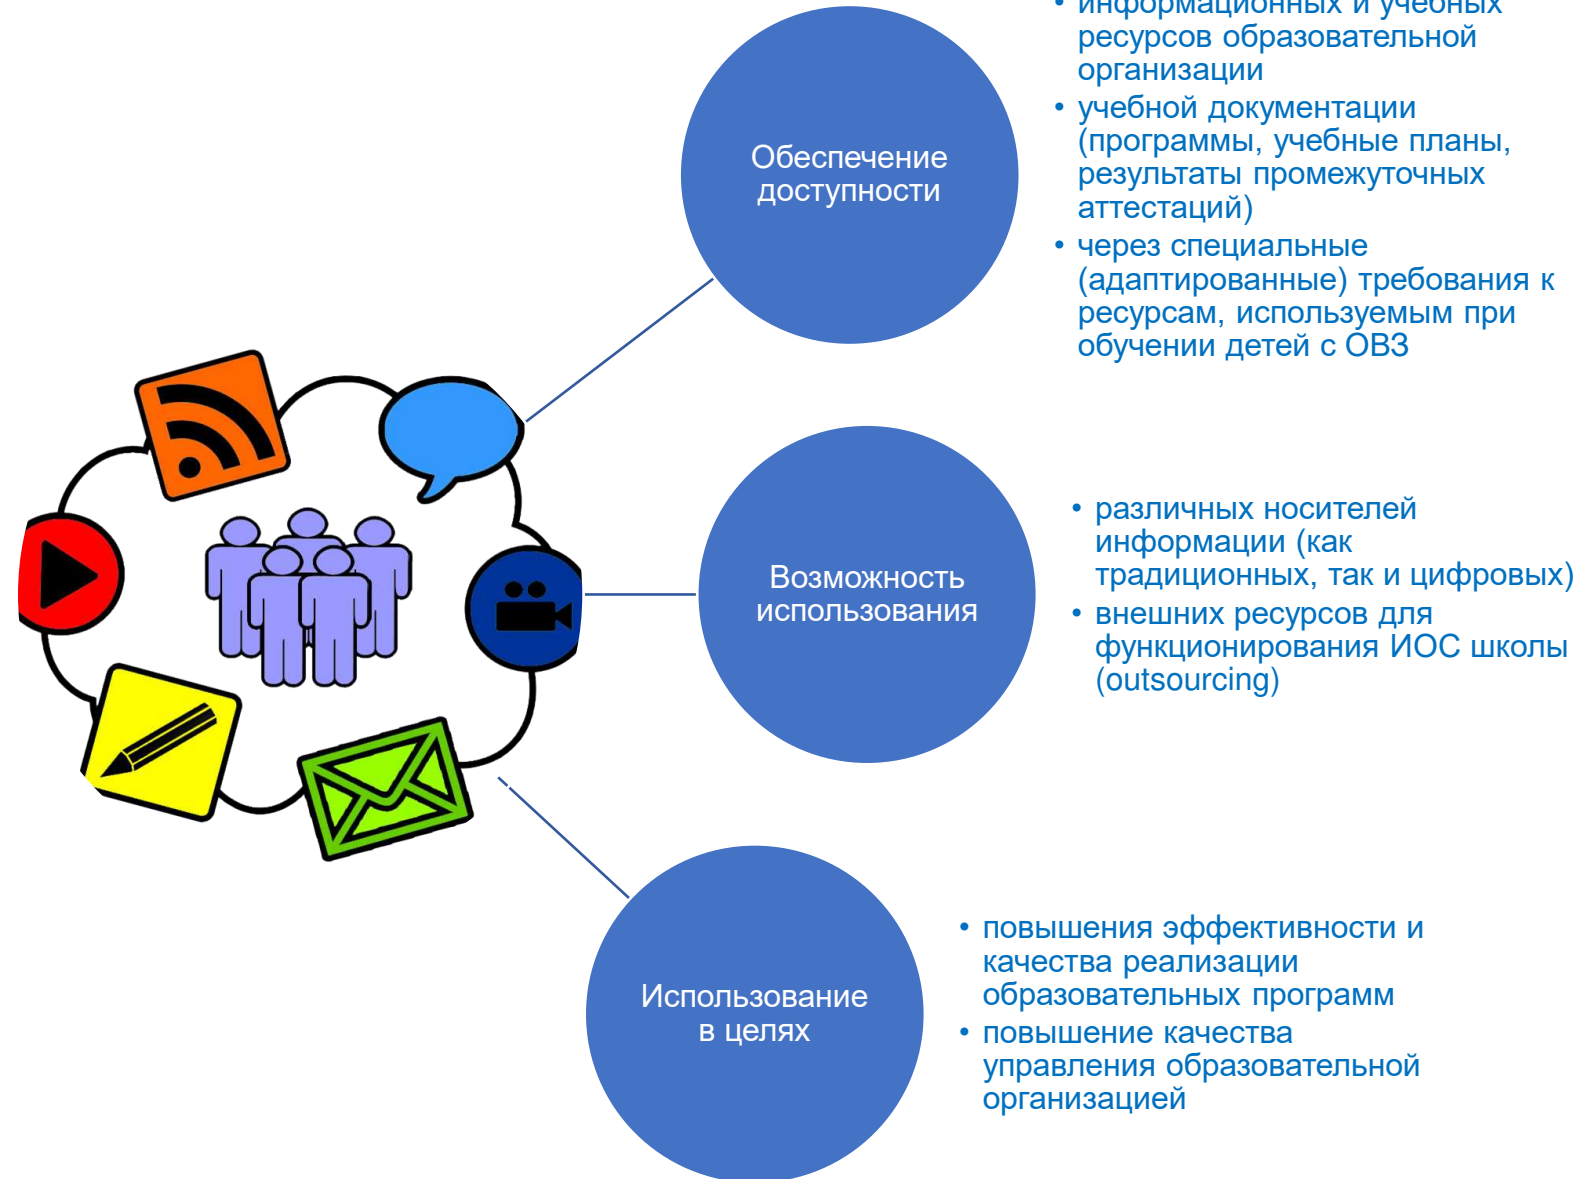 • информационных и учебных
ресурсов образовательной
организации
• учебной документации
(программы, учебные планы,
результаты промежуточных
аттестаций)
• через специальные
(адаптированные) требования к
ресурсам, используемым при
обучении детей с ОВЗ
Обеспечение
доступности
• различных носителей
информации (как
традиционных, так и цифровых)
• внешних ресурсов для
функционирования ИОС школы
(outsourcing)
Возможность
использования
• повышения эффективности и
качества реализации
образовательных программ
• повышение качества
управления образовательной
организацией
Использование
в целях